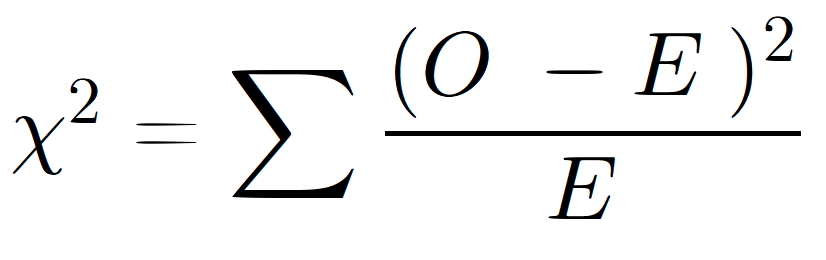 χ² = ∑ (O − E)² / E